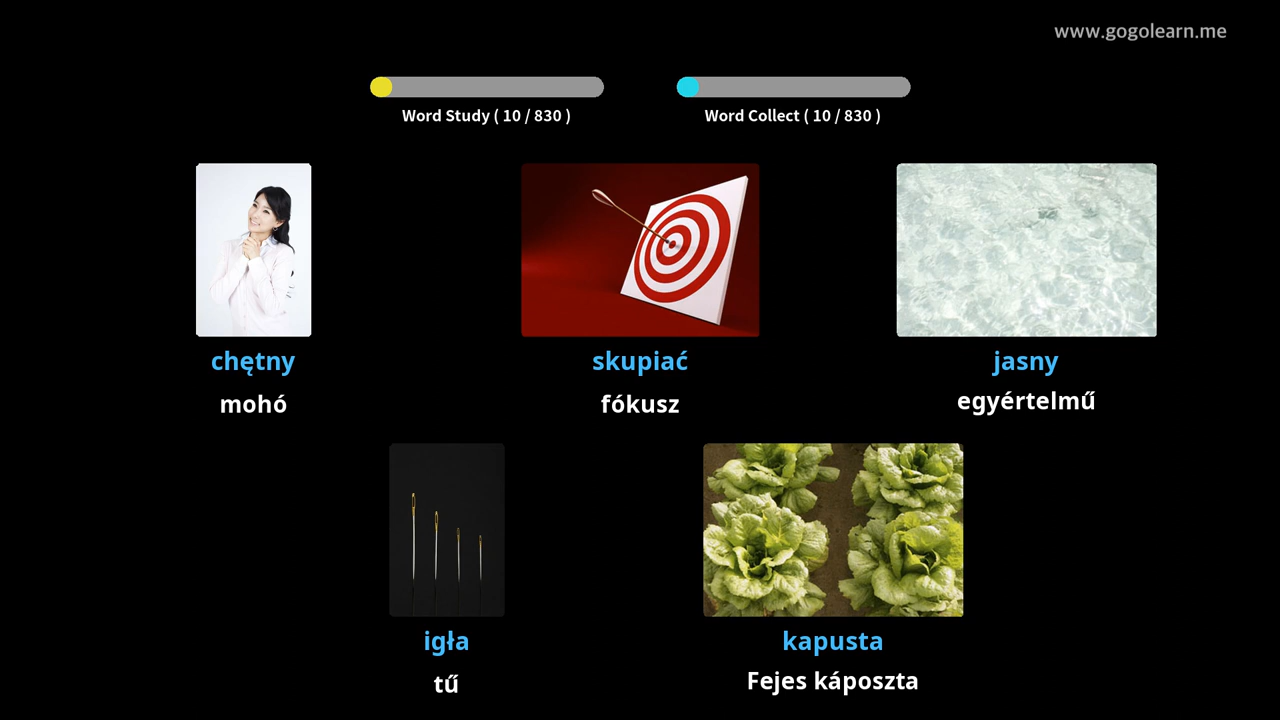 www.gogolearn.me
Word Study ( 10 / 830 )
Word Collect ( 10 / 830 )
chętny
mohó
skupiać
fókusz
jasny
egyértelmű
igła
tű
kapusta
Fejes káposzta